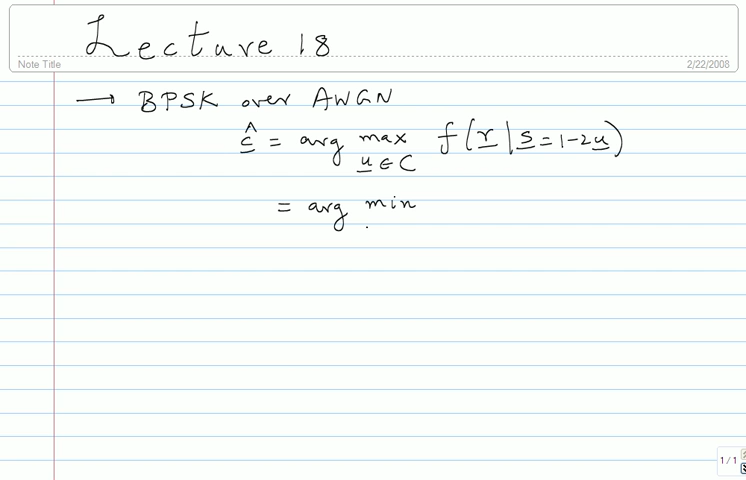 Lecture 18
Note Title
2/22/2008
→ BPSK over AWGN
ĉ = arg max f(r | s = 1-2u)
u ∈ C
= arg min
1 / 1